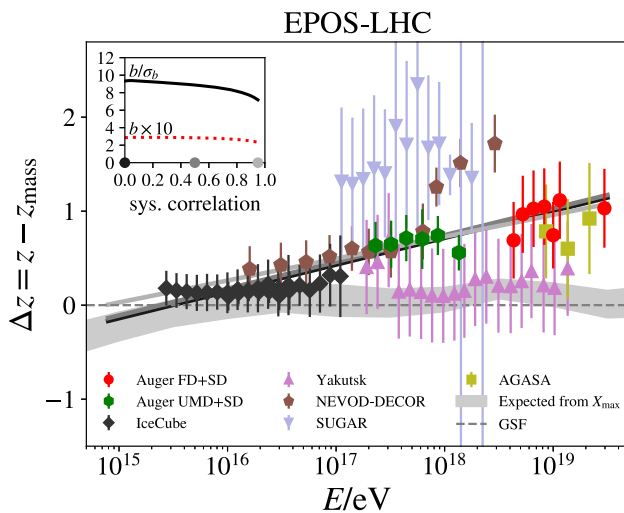 EPOS-LHC
Δz = z − z_mass
2
1
0
−1
12
10
8
6
4
2
0
b/σ_b
b × 10
0.0 0.2 0.4 0.6 0.8 1.0
sys. correlation
Auger FD+SD
Auger UMD+SD
IceCube
Yakutsk
NEVOD-DECOR
SUGAR
AGASA
Expected from X_max
GSF
10^15 10^16 10^17 10^18 10^19
E/eV